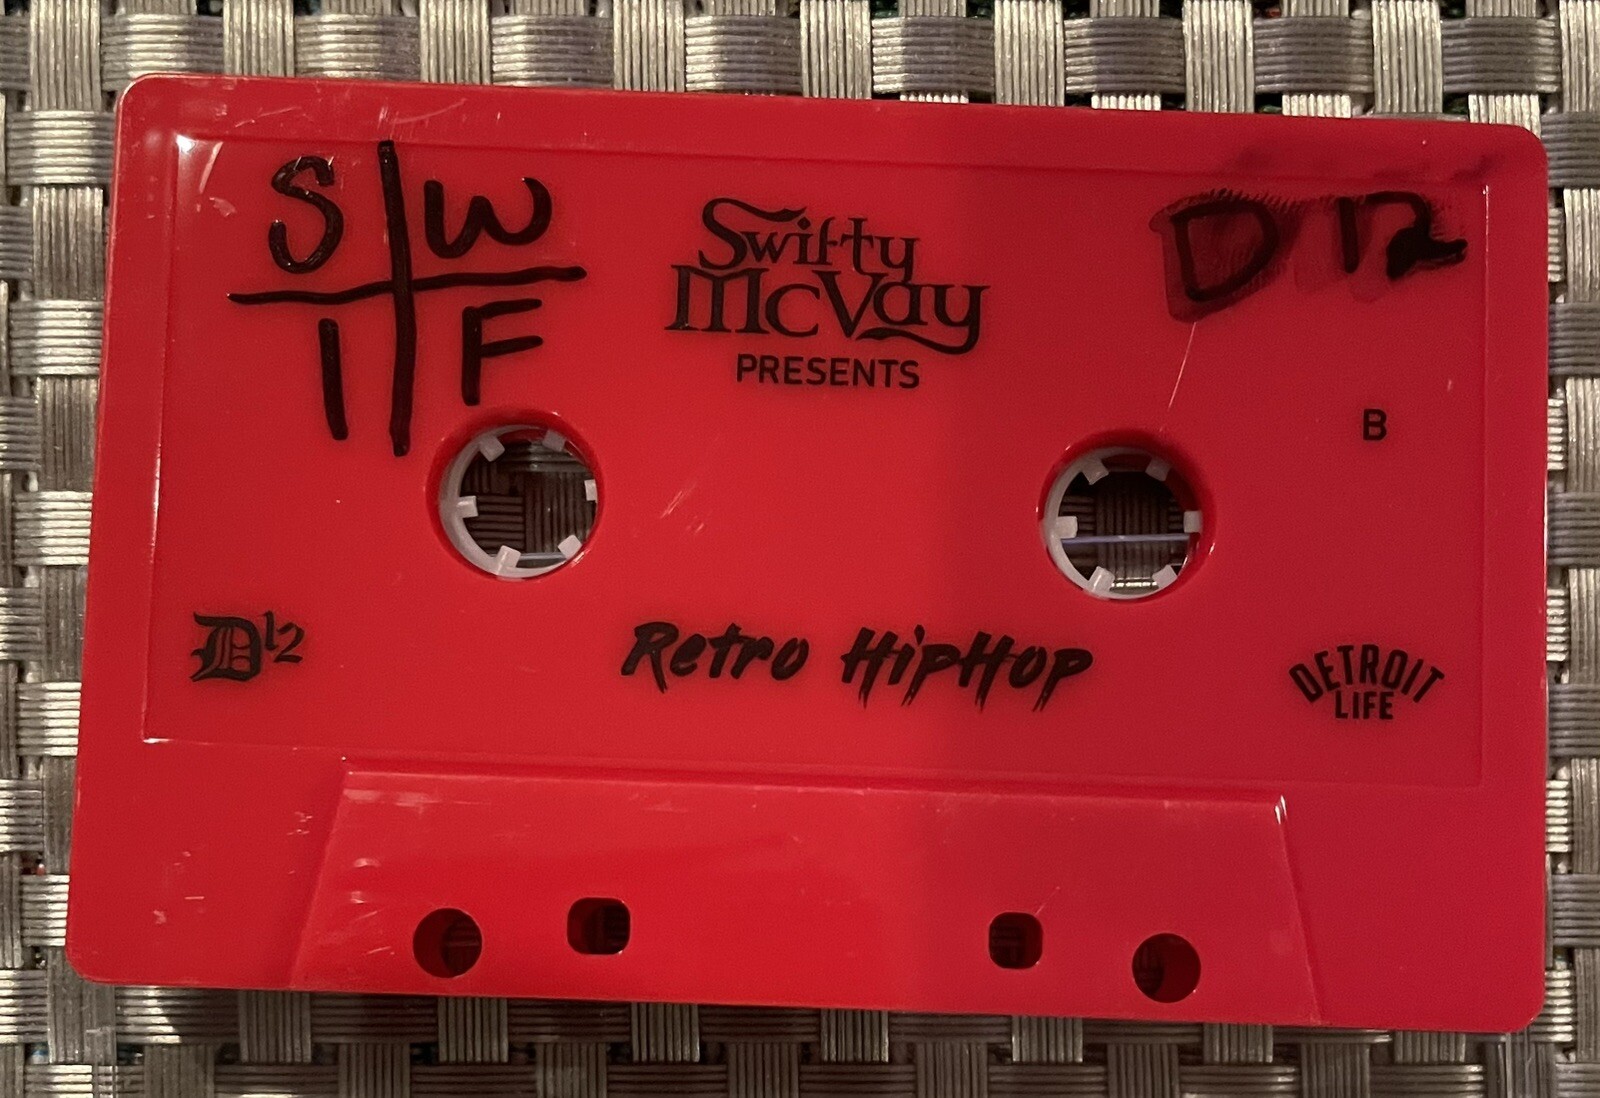 S W
I F
Swifty
McVay
PRESENTS
D12
B
D12
Retro HipHop
DETROIT
LIFE